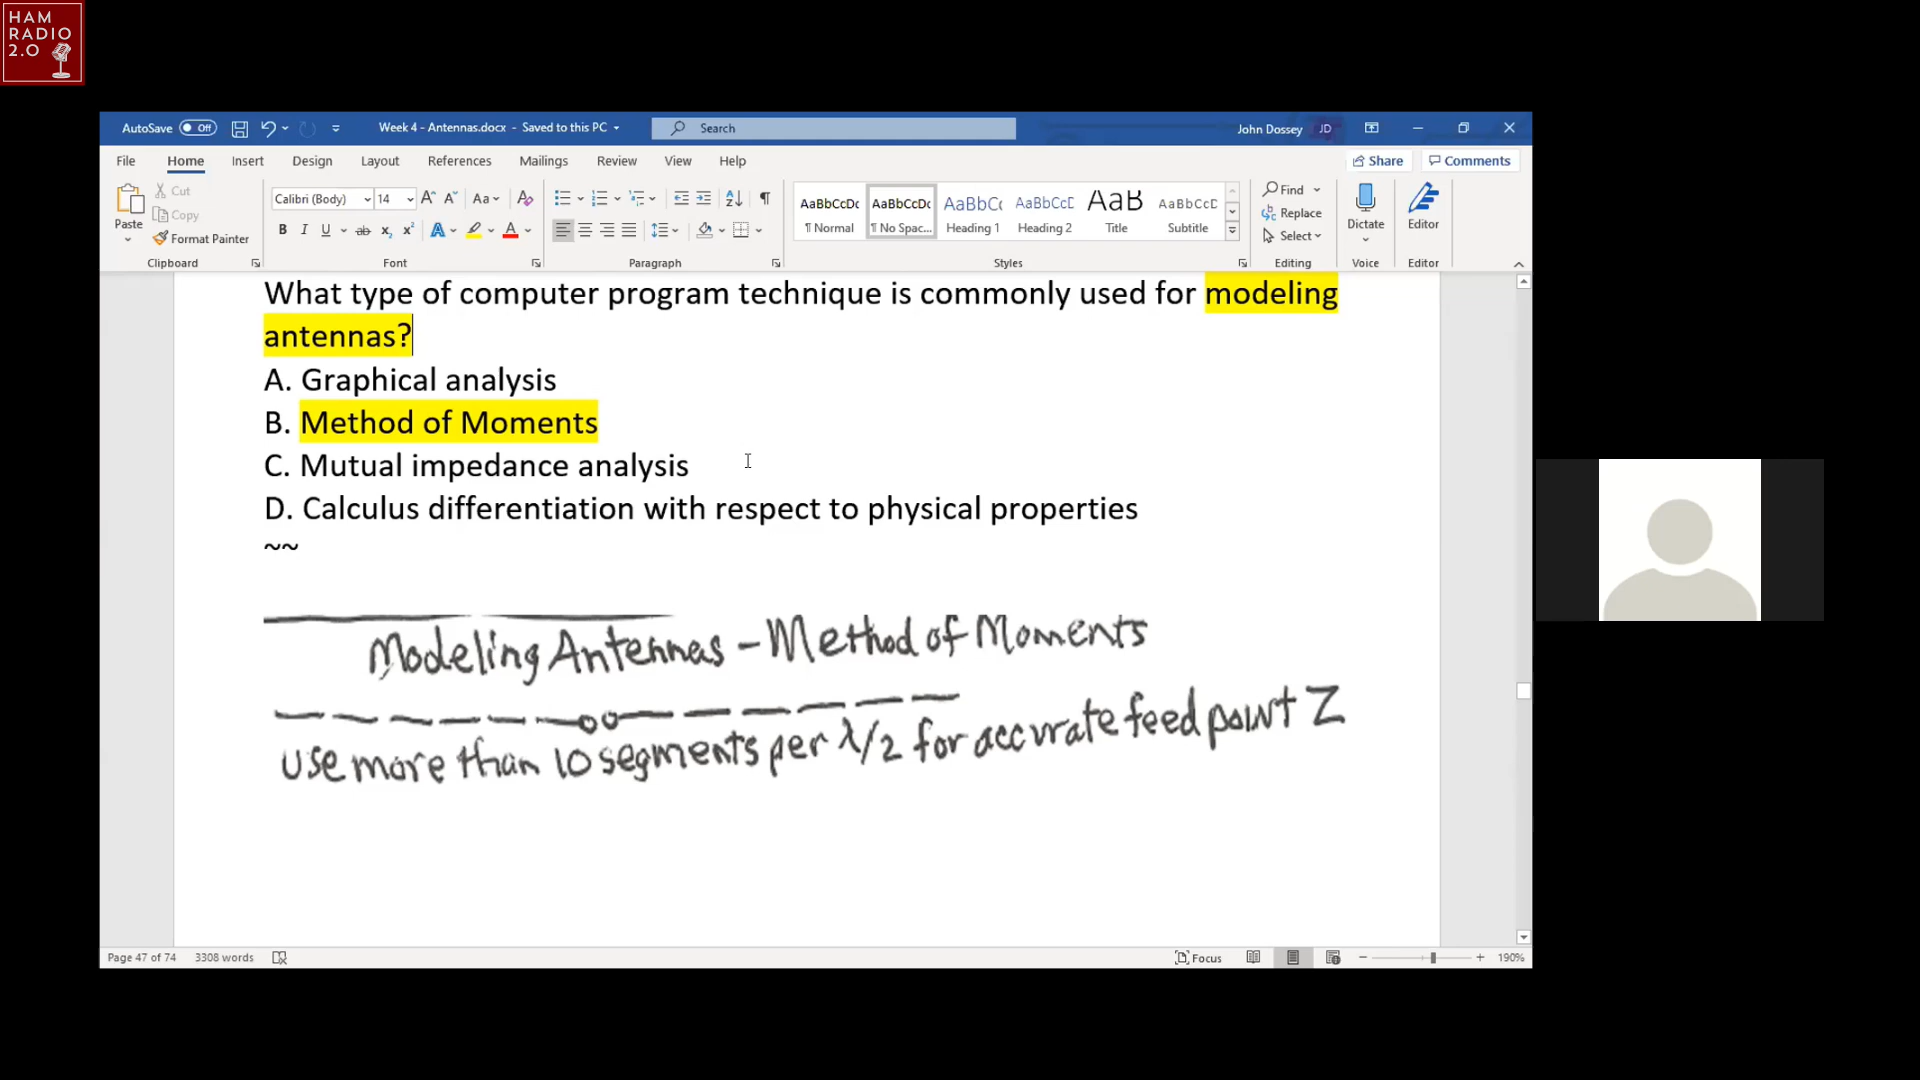 HAM
RADIO
2.0
AutoSave Off Week 4 - Antennas.docx - Saved to this PC Search John Dossey JD
File Home Insert Design Layout References Mailings Review View Help Share Comments
Paste Cut Copy Format Painter
Calibri (Body) 14 Aa
B I U ab x₂ x² A A
AaBbCcDc AaBbCcDc AaBbCc AaBbCcD AaB AaBbCcD
¶ Normal ¶ No Spac... Heading 1 Heading 2 Title Subtitle
Find Replace Select Dictate Editor
Clipboard Font Paragraph Styles Editing Voice Editor
What type of computer program technique is commonly used for modeling
antennas?
A. Graphical analysis
B. Method of Moments
C. Mutual impedance analysis
D. Calculus differentiation with respect to physical properties
~~
Modeling Antennas - Method of Moments
use more than 10 segments per λ/2 for accurate feed point Z
Page 47 of 74 3308 words Focus 190%